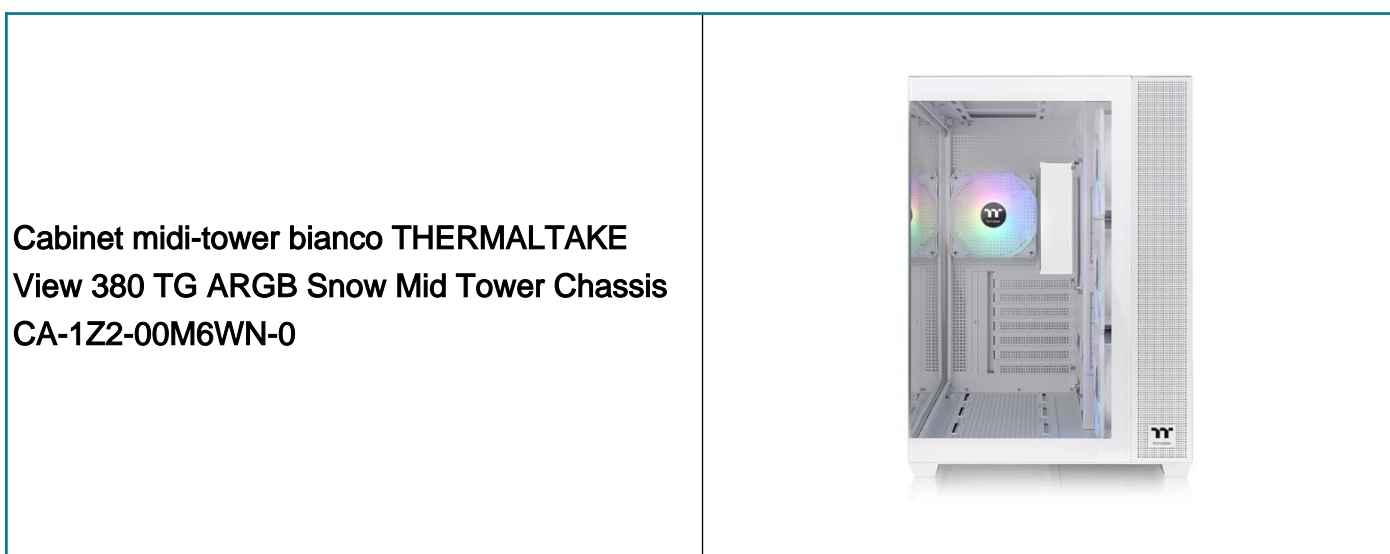 Cabinet midi-tower bianco THERMALTAKE
View 380 TG ARGB Snow Mid Tower Chassis
CA-1Z2-00M6WN-0